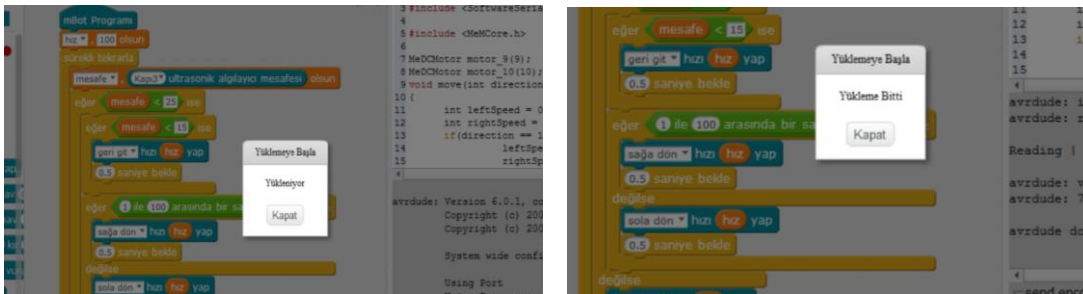 mBot Programı
hız , 100 olsun
sürekli tekrarla
mesafe , Kapı3 ultrasonik algılayıcı mesafesi olsun
eğer mesafe < 25 ise
eğer mesafe < 15 ise
geri git hızı hız yap
0.5 saniye bekle
eğer 1 ile 100 arasında bir
sağa dön hızı hız yap
0.5 saniye bekle
değilse
sola dön hızı hız yap
Yüklemeye Başla
Yükleniyor
Kapat
3 #include <SoftwareSeria
4
5 #include <MeMCore.h>
6
7 MeDCMotor motor_9(9);
8 MeDCMotor motor_10(10);
9 void move(int direction
10 {
11 int leftSpeed = 0
12 int rightSpeed =
13 if(direction == 1
14 leftSpe
15 rightSp
avrdude: Version 6.0.1, co
Copyright (c) 200
Copyright (c) 200
System wide confi
Using Port
eğer mesafe < 15 ise
geri git hızı hız yap
0.5 saniye bekle
eğer 1 ile 100 arasında bir sa
sağa dön hızı hız yap
0.5 saniye bekle
değilse
sola dön hızı hız yap
0.5 saniye bekle
değilse
Yüklemeye Başla
Yükleme Bitti
Kapat
11
12
13
14
15
avrdude: i
avrdude: r
Reading |
avrdude: v
avrdude: 7
avrdude do
send enco